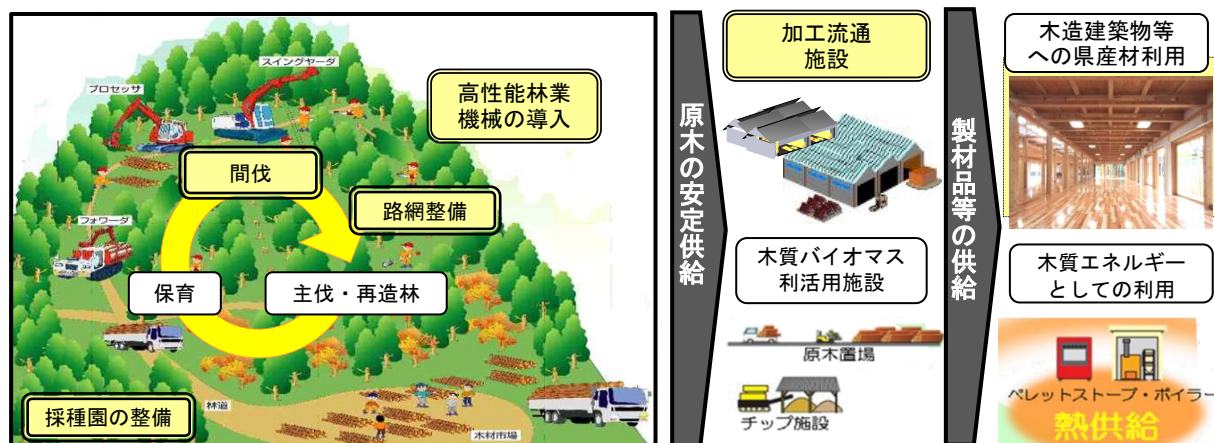 スイングヤーダ
プロセッサ
高性能林業
機械の導入
間伐
路網整備
フォワーダ
保育
主伐・再造林
採種園の整備
林道
木材市場
原木の安定供給
加工流通
施設
木質バイオマス
利活用施設
原木置場
チップ施設
製材品等の供給
木造建築物等
への県産材利用
木質エネルギー
としての利用
ペレットストーブ・ボイラー
熱供給